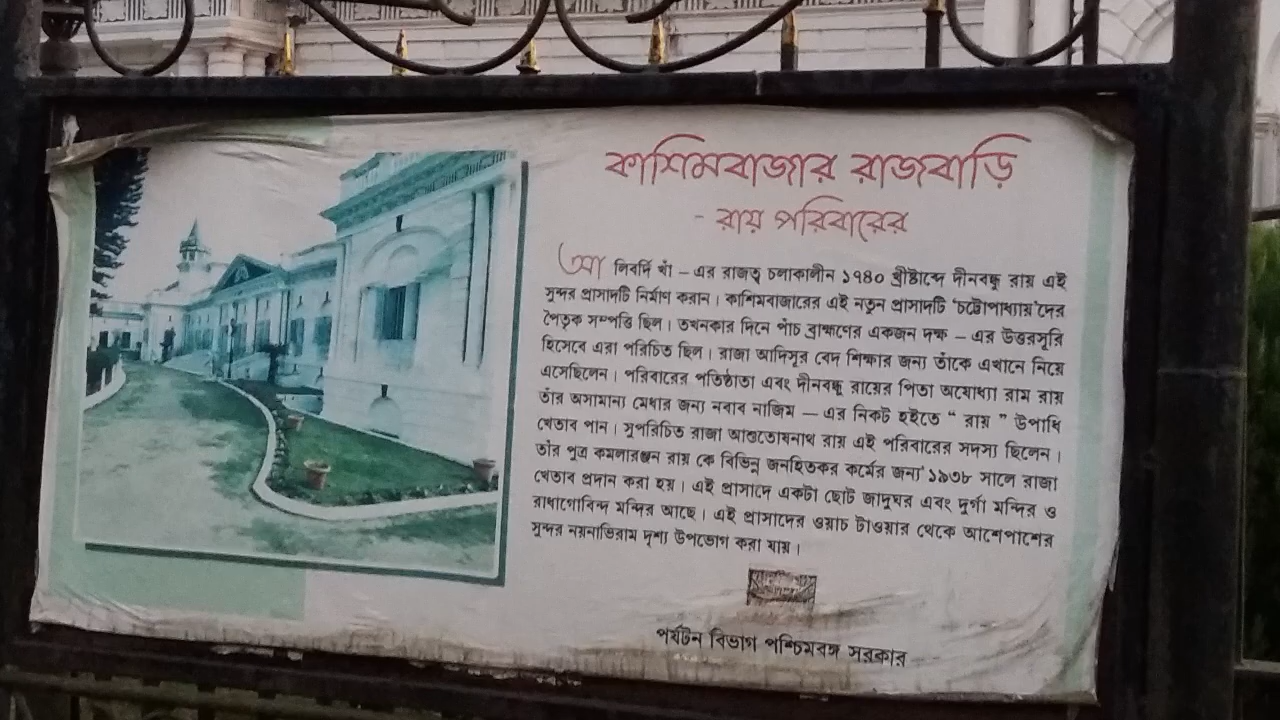 কাশিমবাজার রাজবাড়ি
- রায় পরিবারের
আলিবর্দি খাঁ – এর রাজত্ব চলাকালীন ১৭৪০ খ্রীষ্টাব্দে দীনবন্ধু রায় এই
সুন্দর প্রাসাদটি নির্মাণ করান। কাশিমবাজারের এই নতুন প্রাসাদটি 'চট্টোপাধ্যায়'দের
পৈতৃক সম্পত্তি ছিল। তখনকার দিনে পাঁচ ব্রাহ্মণের একজন দক্ষ – এর উত্তরসূরি
হিসেবে এরা পরিচিত ছিল। রাজা আদিসূর বেদ শিক্ষার জন্য তাঁকে এখানে নিয়ে
এসেছিলেন। পরিবারের পতিষ্ঠাতা এবং দীনবন্ধু রায়ের পিতা অযোধ্যা রাম রায়
তাঁর অসামান্য মেধার জন্য নবাব নাজিম – এর নিকট হইতে “ রায় ” উপাধি
খেতাব পান। সুপরিচিত রাজা আশুতোষনাথ রায় এই পরিবারের সদস্য ছিলেন।
তাঁর পুত্র কমলারঞ্জন রায় কে বিভিন্ন জনহিতকর কর্মের জন্য ১৯৩৮ সালে রাজা
খেতাব প্রদান করা হয়। এই প্রাসাদে একটা ছোট জাদুঘর এবং দুর্গা মন্দির ও
রাধাগোবিন্দ মন্দির আছে। এই প্রাসাদের ওয়াচ টাওয়ার থেকে আশেপাশের
সুন্দর নয়নাভিরাম দৃশ্য উপভোগ করা যায়।
পর্যটন বিভাগ পশ্চিমবঙ্গ সরকার